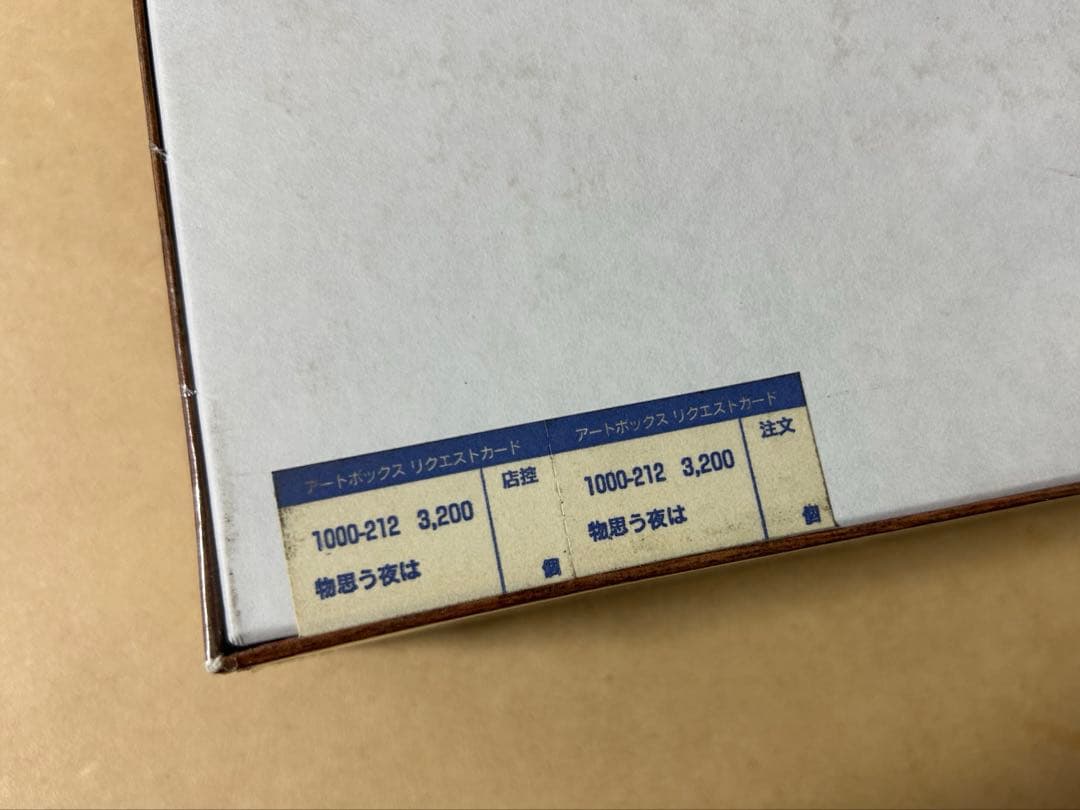 アートボックス リクエストカード
1000-212 3,200
物思う夜は
店控
個
アートボックス リクエストカード
1000-212 3,200
物思う夜は
注文
個